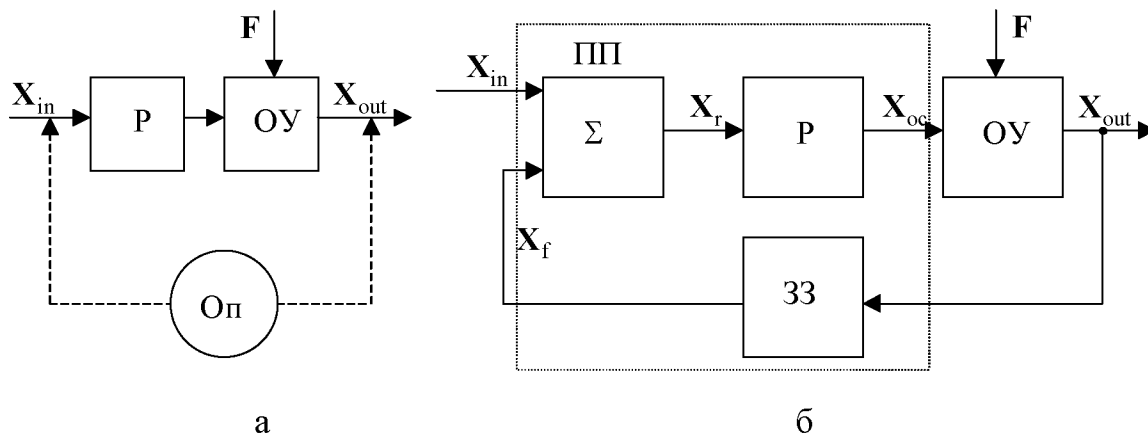 F
X_in
P
ОУ
X_out
Оп
а
ПП
X_in
Σ
X_r
P
X_oc
F
ОУ
X_out
X_f
ЗЗ
б